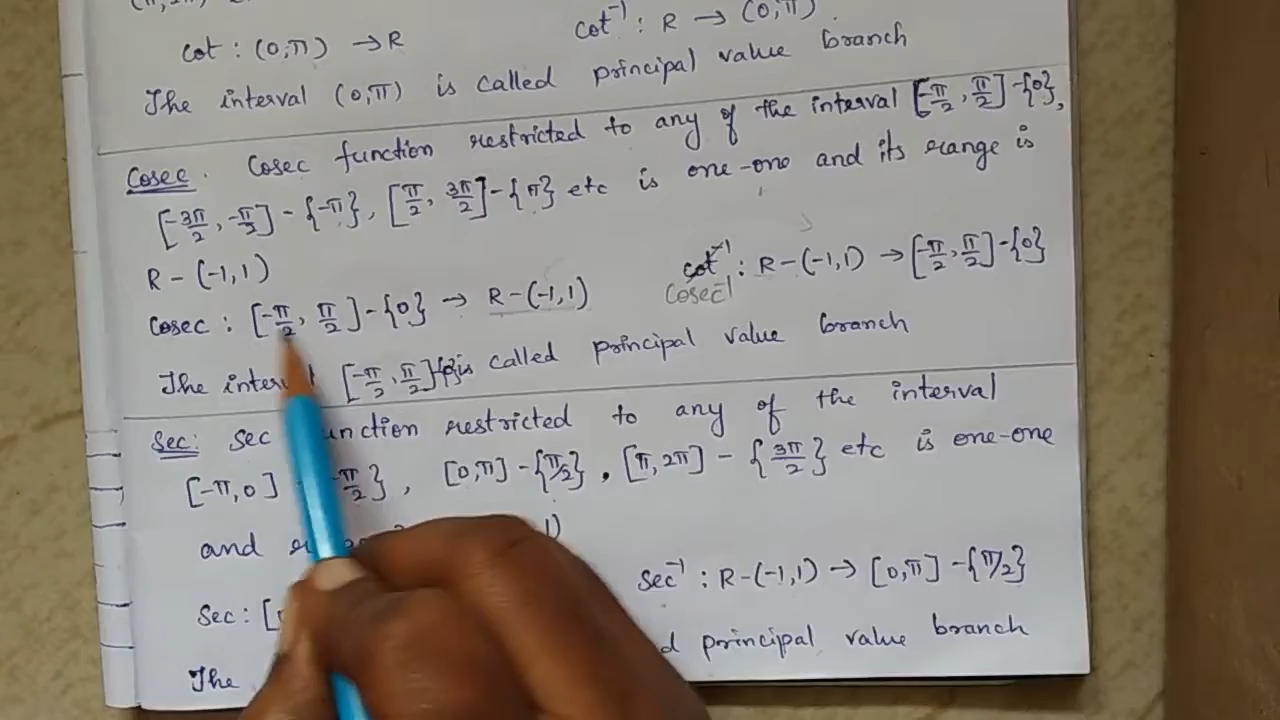 cot : (0,π) → R
cot⁻¹ : R → (0,π)
The interval (0,π) is called principal value branch
Cosec. Cosec function restricted to any of the interval [-π/2, π/2] - {0},
[-3π/2, -π/2] - {-π}, [π/2, 3π/2] - {π} etc is one-one and its range is
R - (-1,1)
Cosec : [-π/2, π/2] - {0} → R - (-1,1)
cot⁻¹ : R - (-1,1) → [-π/2, π/2] - {0}
Cosec⁻¹
The [-π/2, π/2] - {0} is called principal value branch
Sec: Sec function restricted to any of the interval
[-π,0] π/2}, [0,π] - {π/2}, [π,2π] - {3π/2} etc is one-one
and 1)
Sec : [
sec⁻¹ : R - (-1,1) → [0,π] - {π/2}
The principal value branch